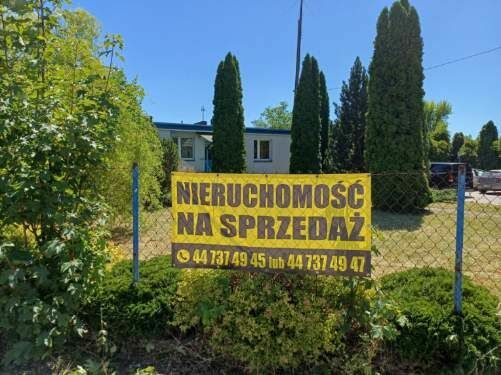 NIERUCHOMOŚĆ
NA SPRZEDAŻ
44 737 49 45 lub 44 737 49 47